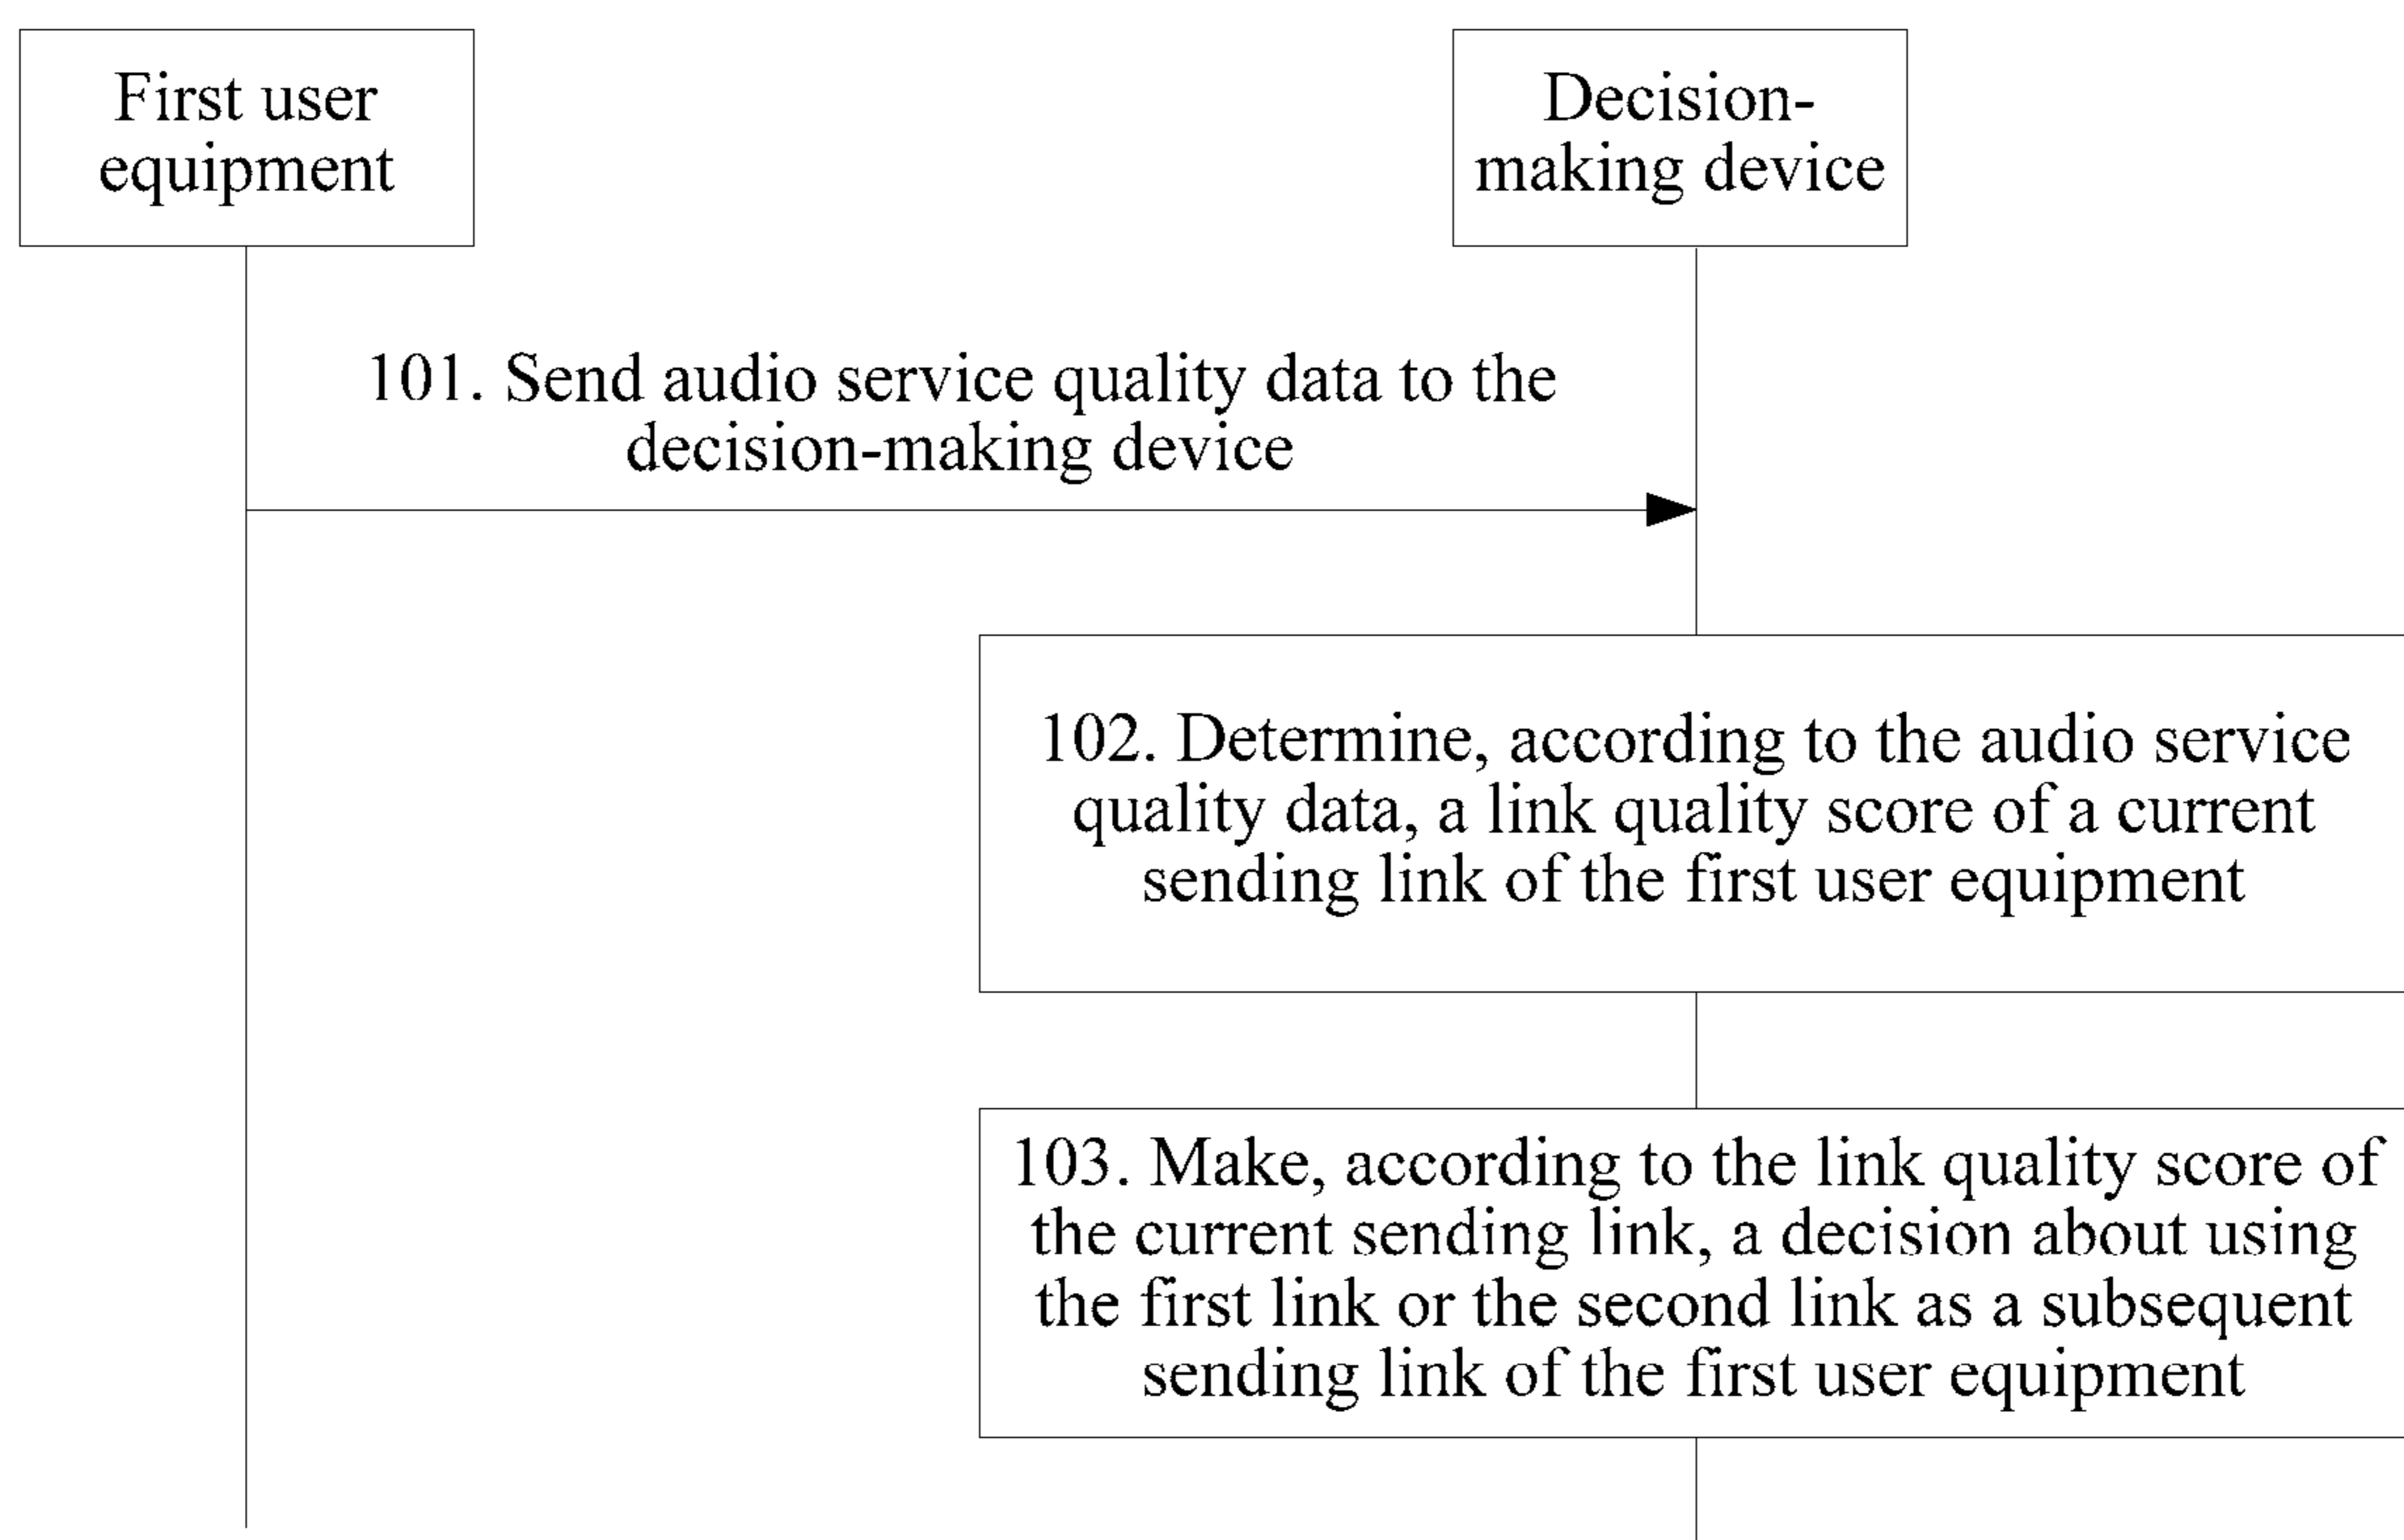 First user
equipment
Decision-
making device
101. Send audio service quality data to the
decision-making device
102. Determine, according to the audio service
quality data, a link quality score of a current
sending link of the first user equipment
103. Make, according to the link quality score of
the current sending link, a decision about using
the first link or the second link as a subsequent
sending link of the first user equipment